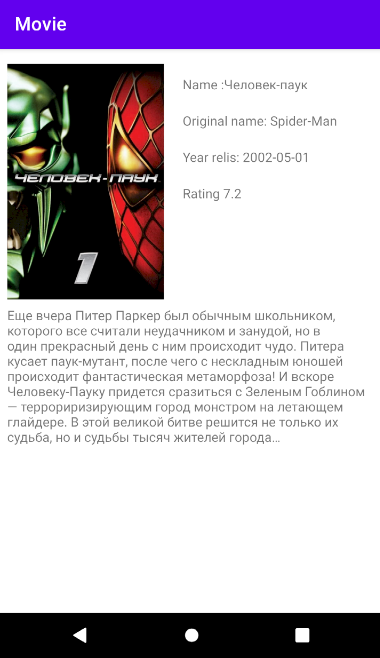 Movie
Name :Человек-паук
Original name: Spider-Man
Year relis: 2002-05-01
Rating 7.2
ЧЕЛОВЕК-ПАУК
1
Еще вчера Питер Паркер был обычным школьником,
которого все считали неудачником и занудой, но в
один прекрасный день с ним происходит чудо. Питера
кусает паук-мутант, после чего с нескладным юношей
происходит фантастическая метаморфоза! И вскоре
Человеку-Пауку придется сразиться с Зеленым Гоблином
— террориризирующим город монстром на летающем
глайдере. В этой великой битве решится не только их
судьба, но и судьбы тысяч жителей города…